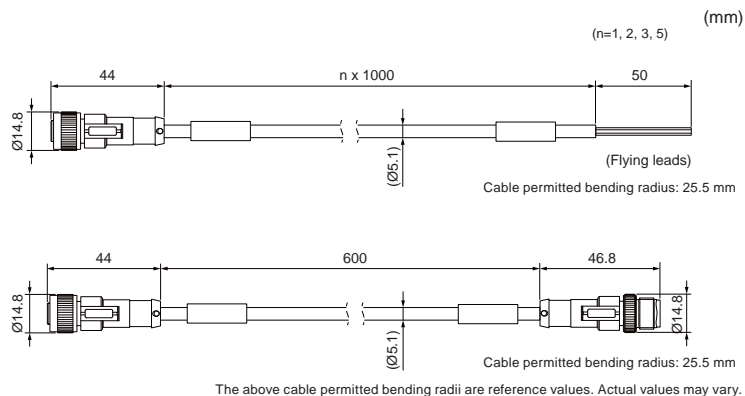 (mm)
(n=1, 2, 3, 5)
44
n x 1000
50
Ø14.8
(Ø5.1)
(Flying leads)
Cable permitted bending radius: 25.5 mm
44
600
46.8
Ø14.8
(Ø5.1)
Ø14.8
Cable permitted bending radius: 25.5 mm
The above cable permitted bending radii are reference values. Actual values may vary.